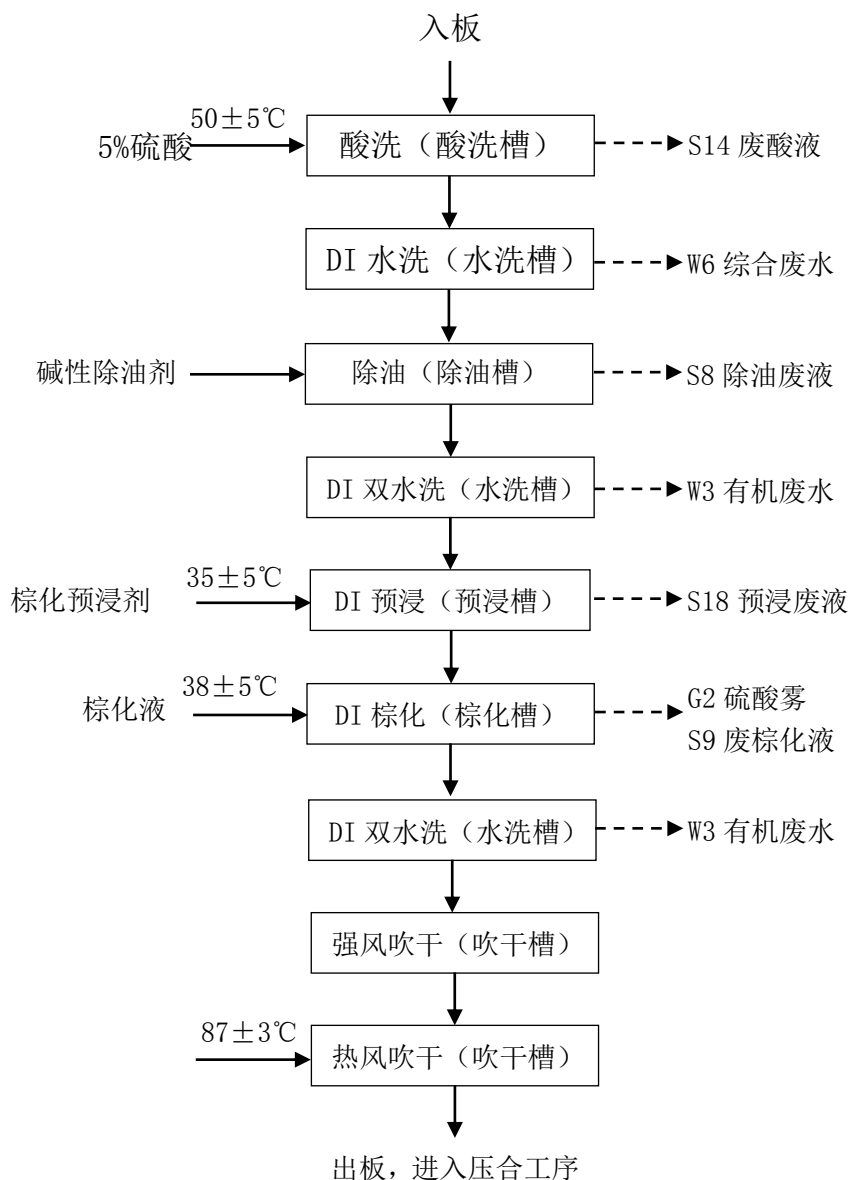 入板
50±5℃
5%硫酸
酸洗（酸洗槽）
S14 废酸液
DI 水洗（水洗槽）
W6 综合废水
碱性除油剂
除油（除油槽）
S8 除油废液
DI 双水洗（水洗槽）
W3 有机废水
35±5℃
棕化预浸剂
DI 预浸（预浸槽）
S18 预浸废液
38±5℃
棕化液
DI 棕化（棕化槽）
G2 硫酸雾
S9 废棕化液
DI 双水洗（水洗槽）
W3 有机废水
强风吹干（吹干槽）
87±3℃
热风吹干（吹干槽）
出板，进入压合工序